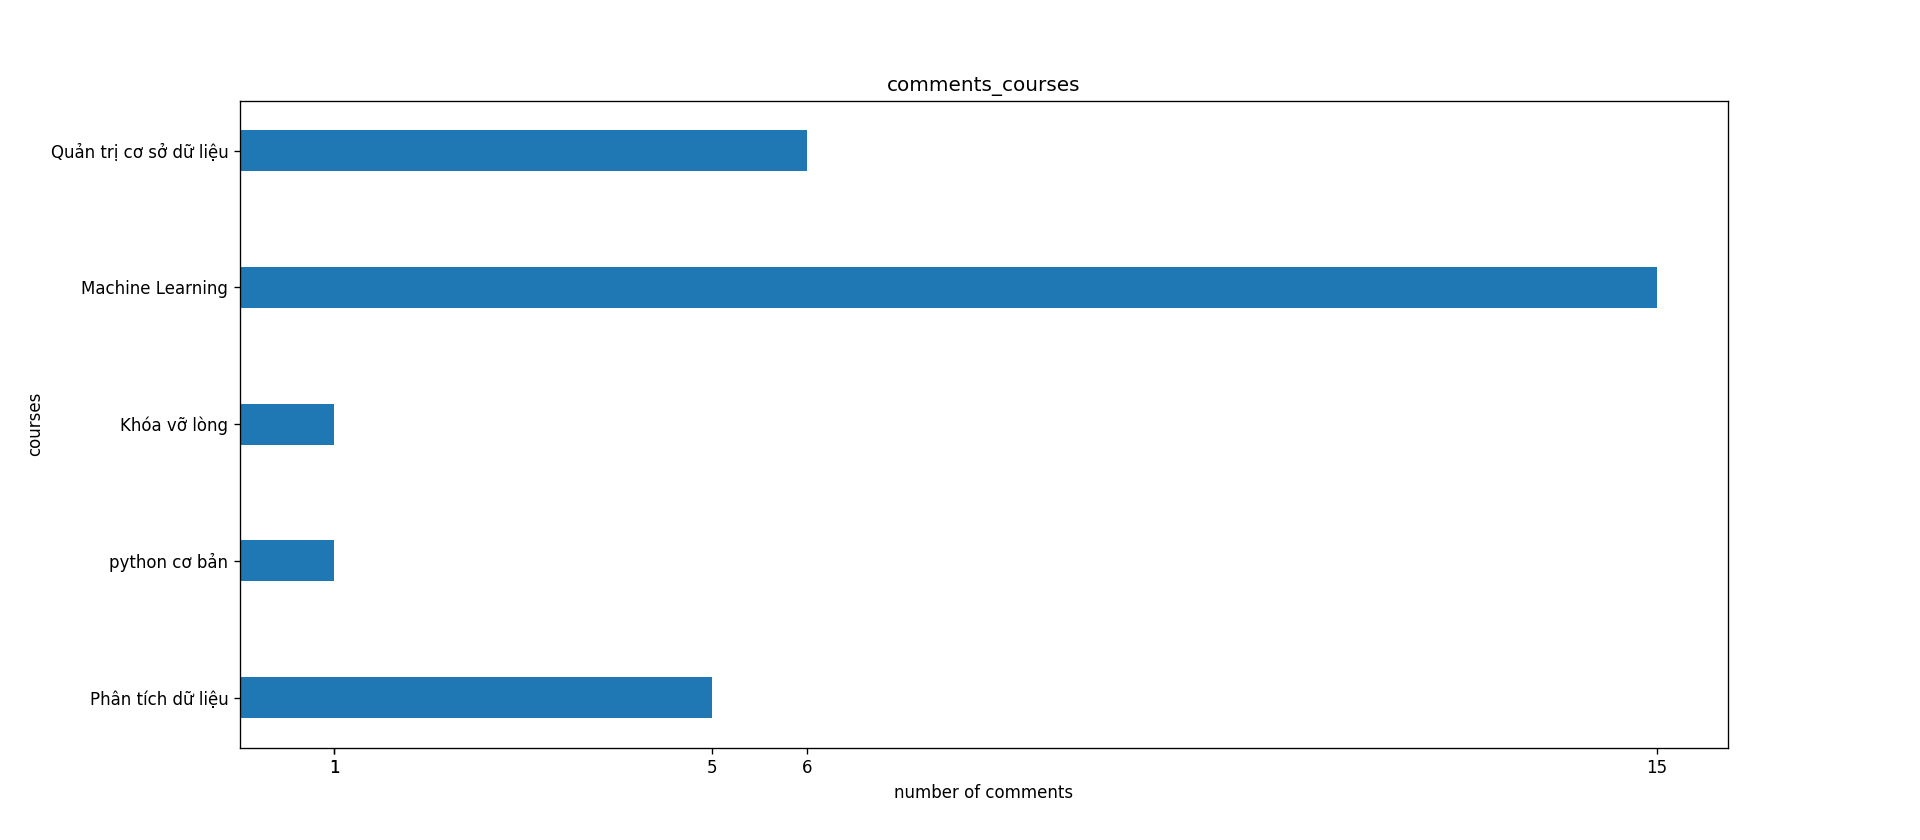 comments_courses
Quản trị cơ sở dữ liệu
Machine Learning
Khóa vỡ lòng
python cơ bản
Phân tích dữ liệu
courses
1 5 6 15
number of comments